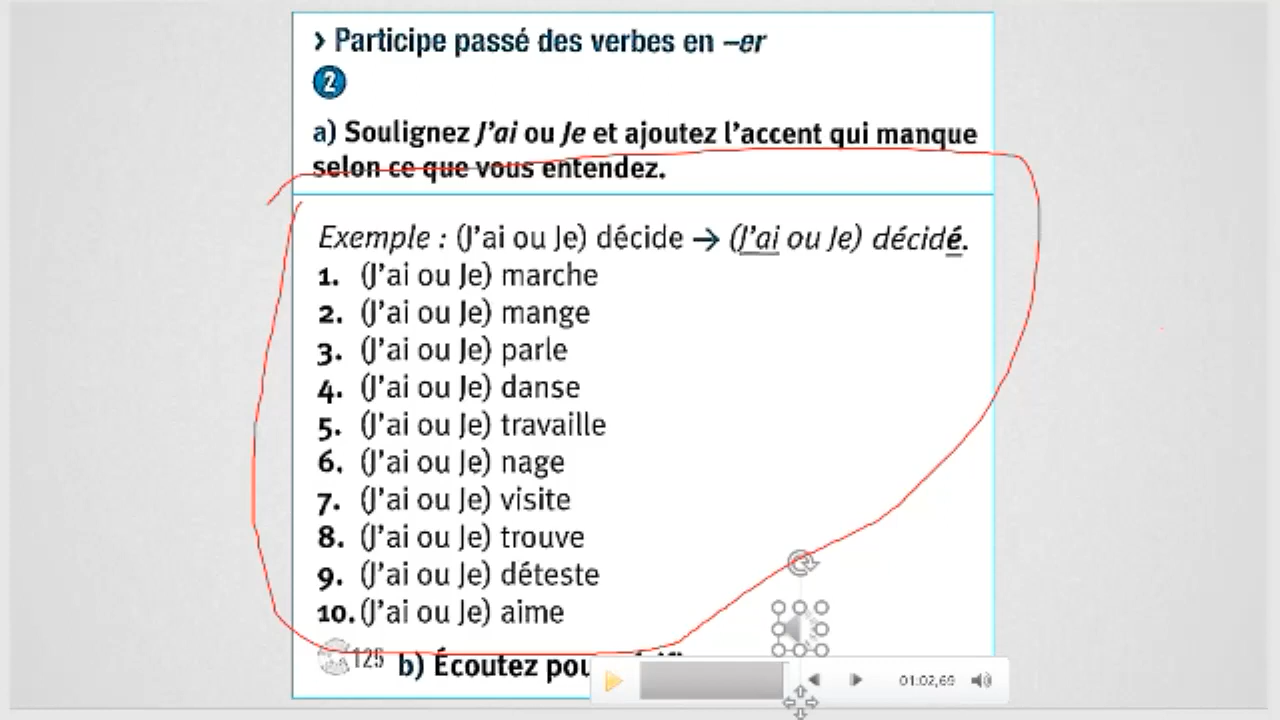 › Participe passé des verbes en –er
2
a) Soulignez J'ai ou Je et ajoutez l'accent qui manque
selon ce que vous entendez.
Exemple : (J'ai ou Je) décide → (J'ai ou Je) décidé.
1. (J'ai ou Je) marche
2. (J'ai ou Je) mange
3. (J'ai ou Je) parle
4. (J'ai ou Je) danse
5. (J'ai ou Je) travaille
6. (J'ai ou Je) nage
7. (J'ai ou Je) visite
8. (J'ai ou Je) trouve
9. (J'ai ou Je) déteste
10. (J'ai ou Je) aime
125 b) Écoutez pou
01:02,69